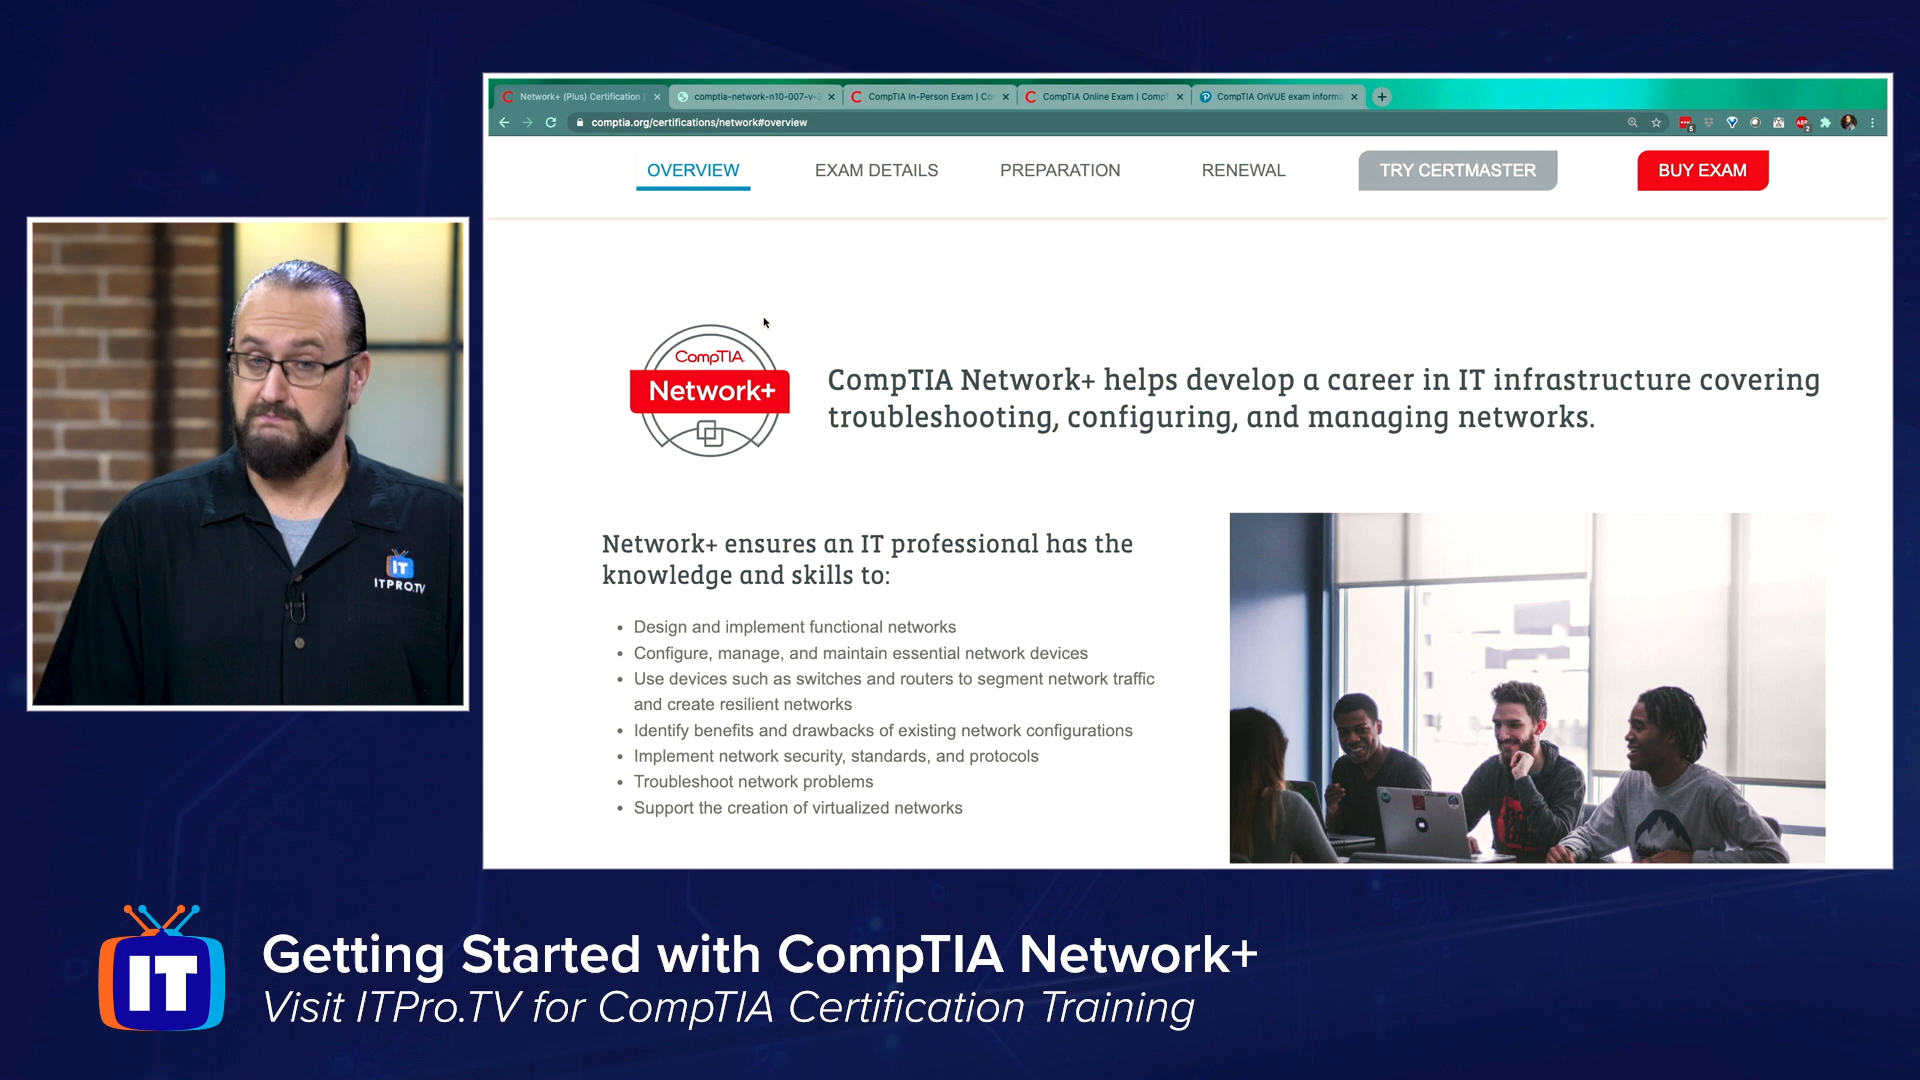 Network+ (Plus) Certification
comptia-network-n10-007-v-3
CompTIA In-Person Exam | Co
CompTIA Online Exam | CompT
CompTIA OnVUE exam informa
comptia.org/certifications/network#overview
OVERVIEW
EXAM DETAILS
PREPARATION
RENEWAL
TRY CERTMASTER
BUY EXAM
CompTIA
Network+
CompTIA Network+ helps develop a career in IT infrastructure covering
troubleshooting, configuring, and managing networks.
Network+ ensures an IT professional has the
knowledge and skills to:
• Design and implement functional networks
• Configure, manage, and maintain essential network devices
• Use devices such as switches and routers to segment network traffic
and create resilient networks
• Identify benefits and drawbacks of existing network configurations
• Implement network security, standards, and protocols
• Troubleshoot network problems
• Support the creation of virtualized networks
IT
ITPRO.TV
IT
Getting Started with CompTIA Network+
Visit ITPro.TV for CompTIA Certification Training